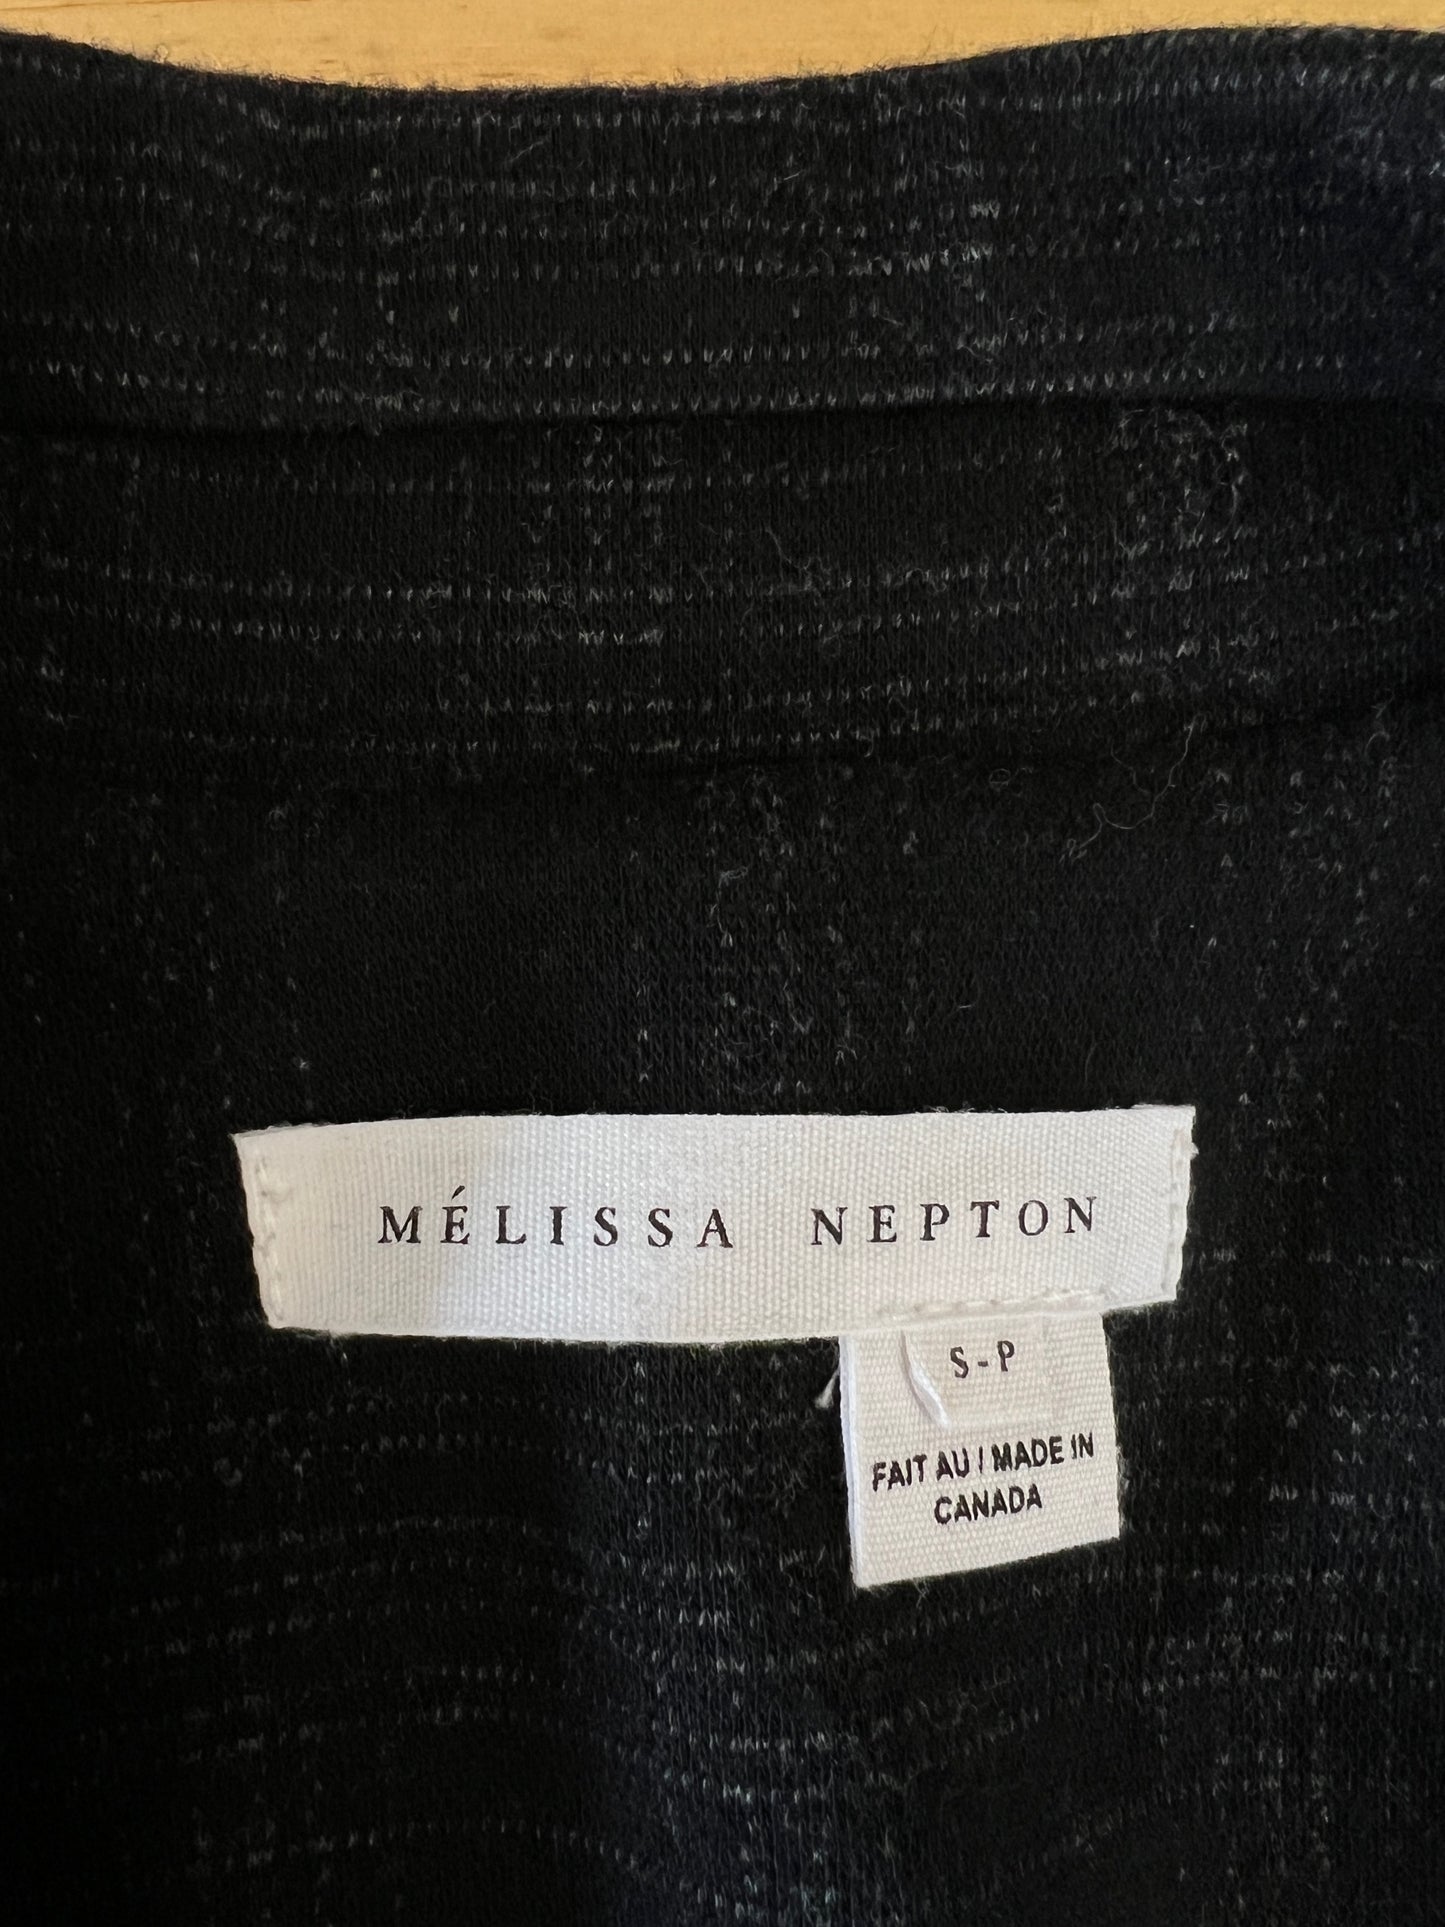 MÉLISSA NEPTON
S-P
FAIT AU / MADE IN
CANADA